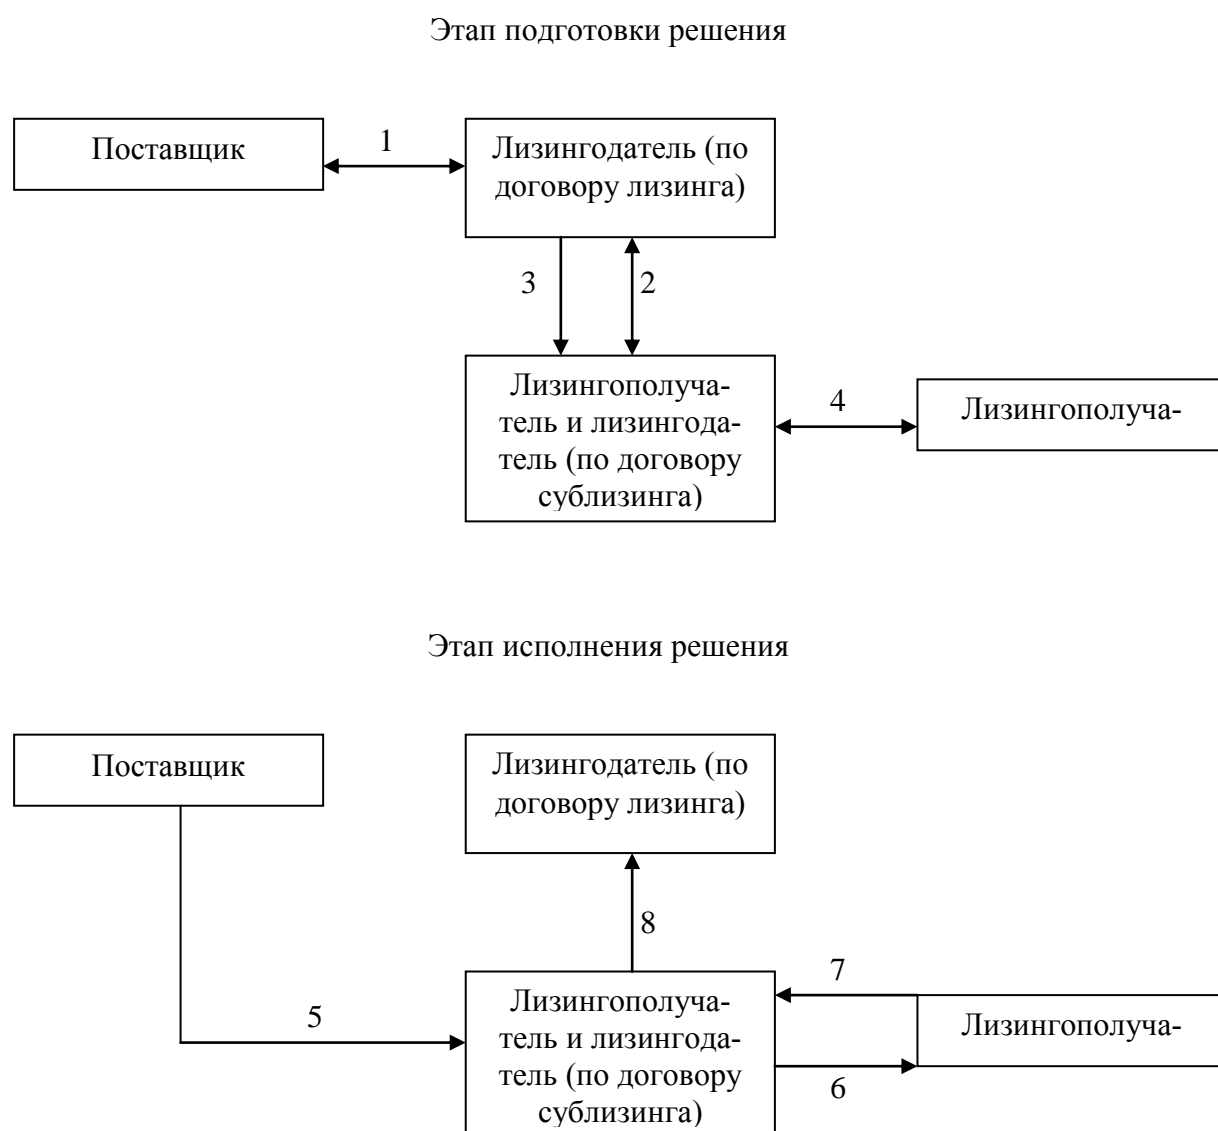 Этап подготовки решения
Поставщик
1
Лизингодатель (по
договору лизинга)
3
2
Лизингополуча-
тель и лизингода-
тель (по договору
сублизинга)
4
Лизингополуча-
Этап исполнения решения
Поставщик
Лизингодатель (по
договору лизинга)
8
5
Лизингополуча-
тель и лизингода-
тель (по договору
сублизинга)
7
Лизингополуча-
6